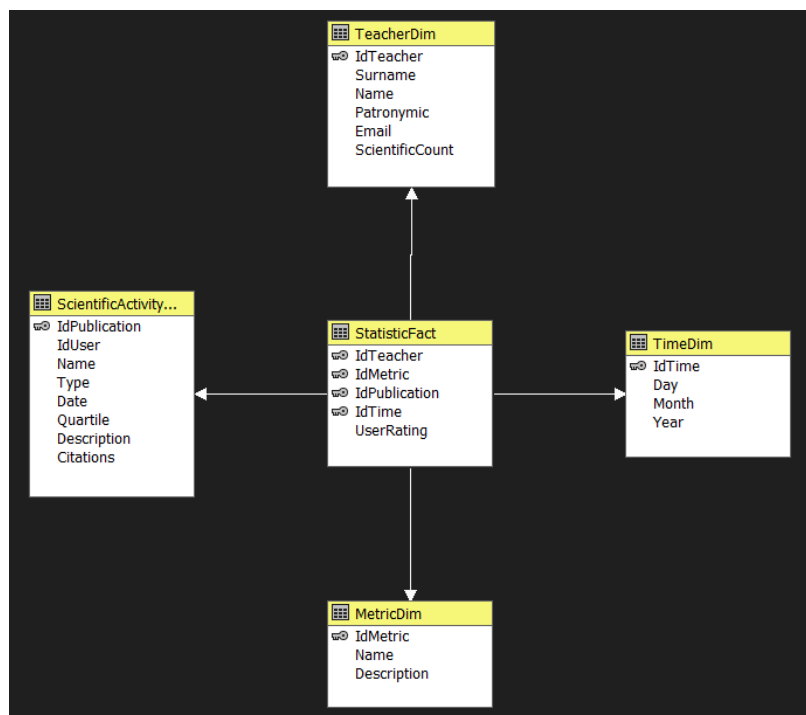 TeacherDim
IdTeacher
Surname
Name
Patronymic
Email
ScientificCount
ScientificActivity...
IdPublication
IdUser
Name
Type
Date
Quartile
Description
Citations
StatisticFact
IdTeacher
IdMetric
IdPublication
IdTime
UserRating
TimeDim
IdTime
Day
Month
Year
MetricDim
IdMetric
Name
Description